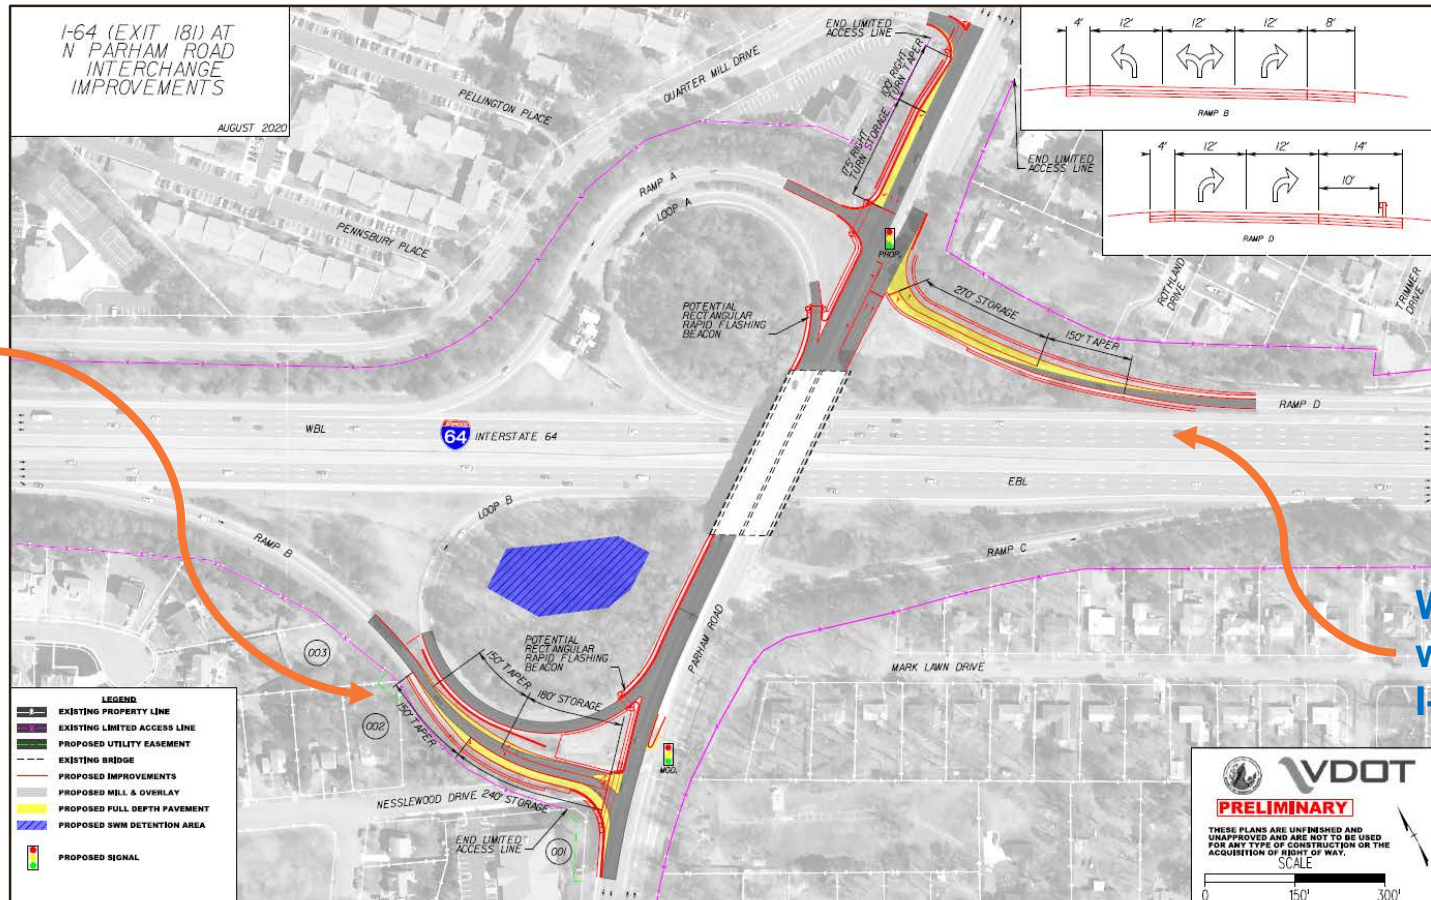 I-64 (EXIT 181) AT
N PARHAM ROAD
INTERCHANGE
IMPROVEMENTS
AUGUST 2020
PELLINGTON PLACE
QUARTER MILL DRIVE
END LIMITED
ACCESS LINE
100' RIGHT
TURN TAPER
175' RIGHT
TURN STORAGE
4'
12'
12'
12'
8'
RAMP B
END LIMITED
ACCESS LINE
4'
12'
12'
14'
10'
RAMP D
RAMP A
LOOP A
PENNSBURY PLACE
PROP.
ROTHLAND
DRIVE
TRIMMER
DRIVE
POTENTIAL
RECTANGULAR
RAPID FLASHING
BEACON
270' STORAGE
150' TAPER
RAMP D
WBL
64
INTERSTATE 64
EBL
LOOP B
RAMP B
RAMP C
PARHAM ROAD
MARK LAWN DRIVE
W
I-
POTENTIAL
RECTANGULAR
RAPID FLASHING
BEACON
003
150' TAPER
180' STORAGE
002
150' TAPER
MOD.
NESSLEWOOD DRIVE
240' STORAGE
END LIMITED
ACCESS LINE
001
LEGEND
EXISTING PROPERTY LINE
EXISTING LIMITED ACCESS LINE
PROPOSED UTILITY EASEMENT
EXISTING BRIDGE
PROPOSED IMPROVEMENTS
PROPOSED MILL & OVERLAY
PROPOSED FULL DEPTH PAVEMENT
PROPOSED SWM DETENTION AREA
PROPOSED SIGNAL
VDOT
PRELIMINARY
THESE PLANS ARE UNFINISHED AND
UNAPPROVED AND ARE NOT TO BE USED
FOR ANY TYPE OF CONSTRUCTION OR THE
ACQUISITION OF RIGHT OF WAY.
SCALE
0
150'
300'